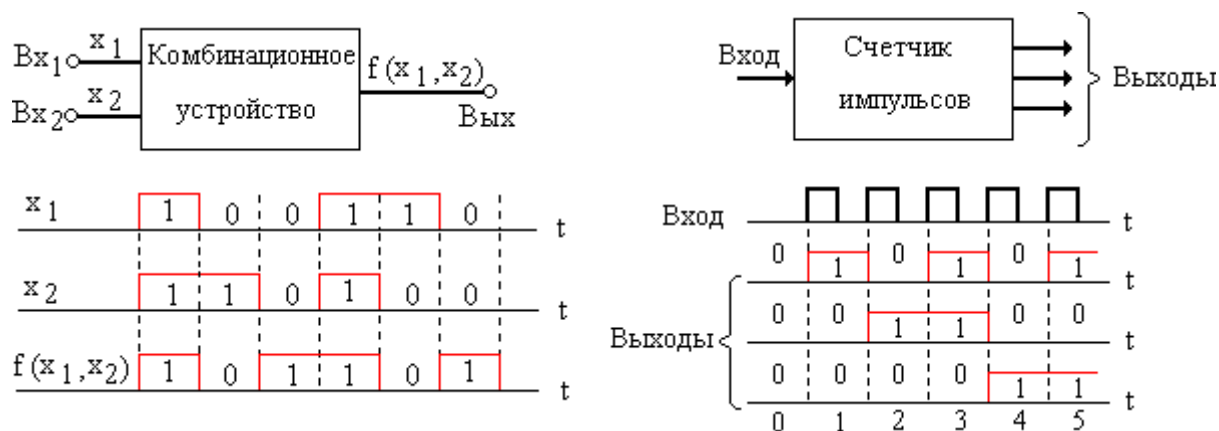 Вх1 x1 Комбинационное устройство f(x1,x2) Вых
Вх2 x2
x1 1 0 0 1 1 0 t
x2 1 1 0 1 0 0 t
f(x1,x2) 1 0 1 1 0 1 t
Вход Счетчик импульсов Выходы
Вход t
0 1 0 1 0 1 t
Выходы
0 0 1 1 0 0 t
0 0 0 0 1 1 t
0 1 2 3 4 5